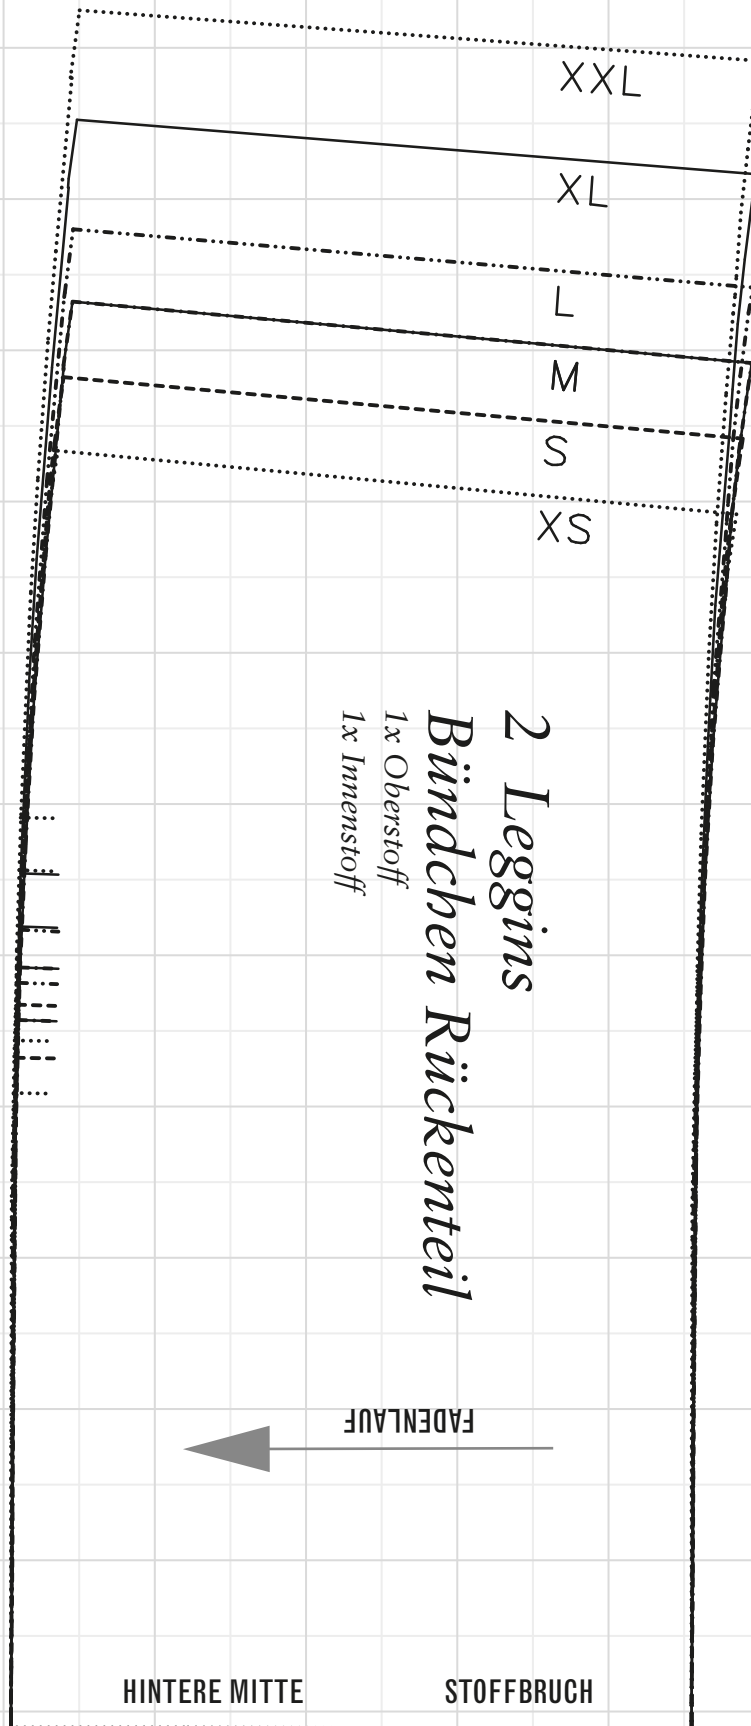 XXL
XL
L
M
S
XS
2 Leggins
Bündchen Rückenteil
1x Oberstoff
1x Innenstoff
FADENLAUF
HINTERE MITTE STOFFBRUCH